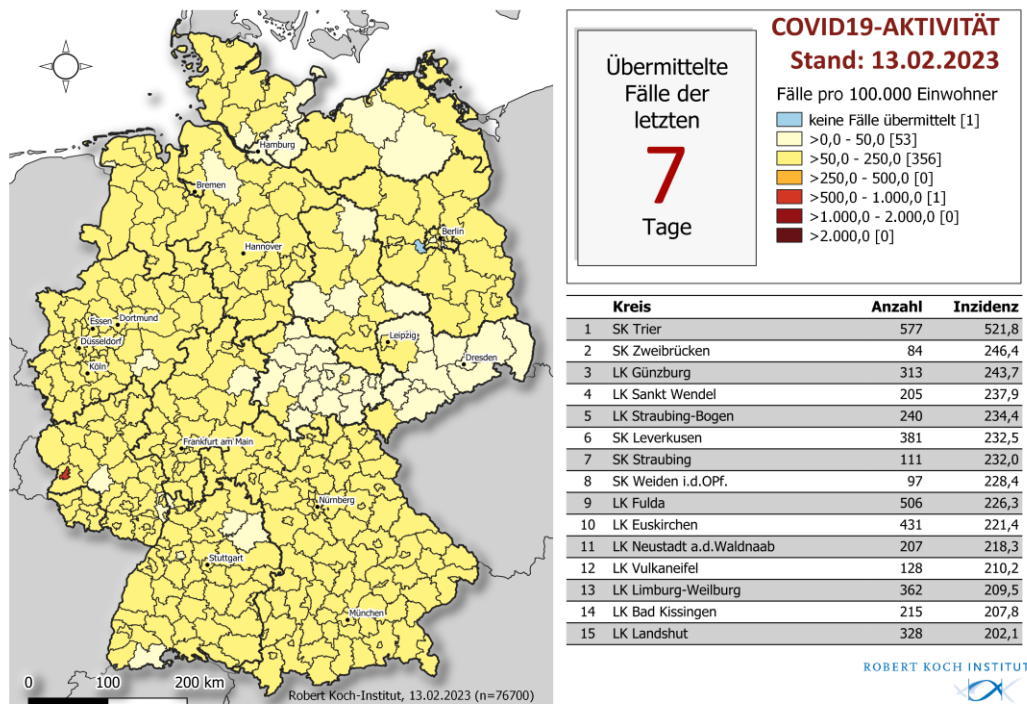 Hamburg
Bremen
Berlin
Hannover
Essen
Dortmund
Düsseldorf
Köln
Leipzig
Dresden
Frankfurt am Main
Nürnberg
Stuttgart
München
0 100 200 km
Robert Koch-Institut, 13.02.2023 (n=76700)
Übermittelte
Fälle der
letzten
7
Tage
COVID19-AKTIVITÄT
Stand: 13.02.2023
Fälle pro 100.000 Einwohner
keine Fälle übermittelt [1]
>0,0 - 50,0 [53]
>50,0 - 250,0 [356]
>250,0 - 500,0 [0]
>500,0 - 1.000,0 [1]
>1.000,0 - 2.000,0 [0]
>2.000,0 [0]
Kreis Anzahl Inzidenz
1 SK Trier 577 521,8
2 SK Zweibrücken 84 246,4
3 LK Günzburg 313 243,7
4 LK Sankt Wendel 205 237,9
5 LK Straubing-Bogen 240 234,4
6 SK Leverkusen 381 232,5
7 SK Straubing 111 232,0
8 SK Weiden i.d.OPf. 97 228,4
9 LK Fulda 506 226,3
10 LK Euskirchen 431 221,4
11 LK Neustadt a.d.Waldnaab 207 218,3
12 LK Vulkaneifel 128 210,2
13 LK Limburg-Weilburg 362 209,5
14 LK Bad Kissingen 215 207,8
15 LK Landshut 328 202,1
ROBERT KOCH INSTITUT